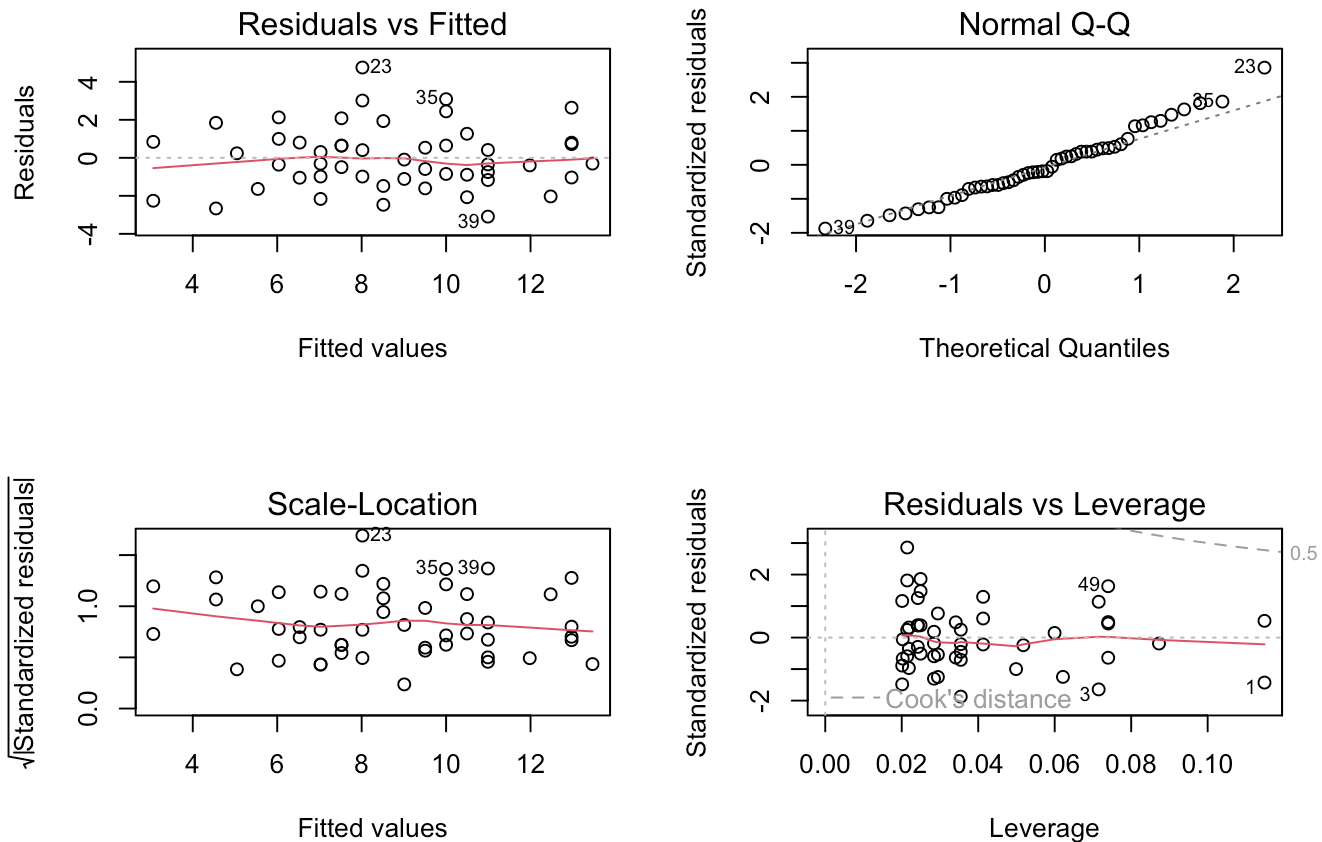 Residuals vs Fitted
Residuals
4
2
0
-4
23
35
39
4 6 8 10 12
Fitted values
Normal Q-Q
Standardized residuals
2
0
-2
23
35
39
-2 -1 0 1 2
Theoretical Quantiles
Scale-Location
√|Standardized residuals|
1.0
0.0
23
35 39
4 6 8 10 12
Fitted values
Residuals vs Leverage
Standardized residuals
2
0
-2
0.5
49
Cook's distance
3
1
0.00 0.02 0.04 0.06 0.08 0.10
Leverage